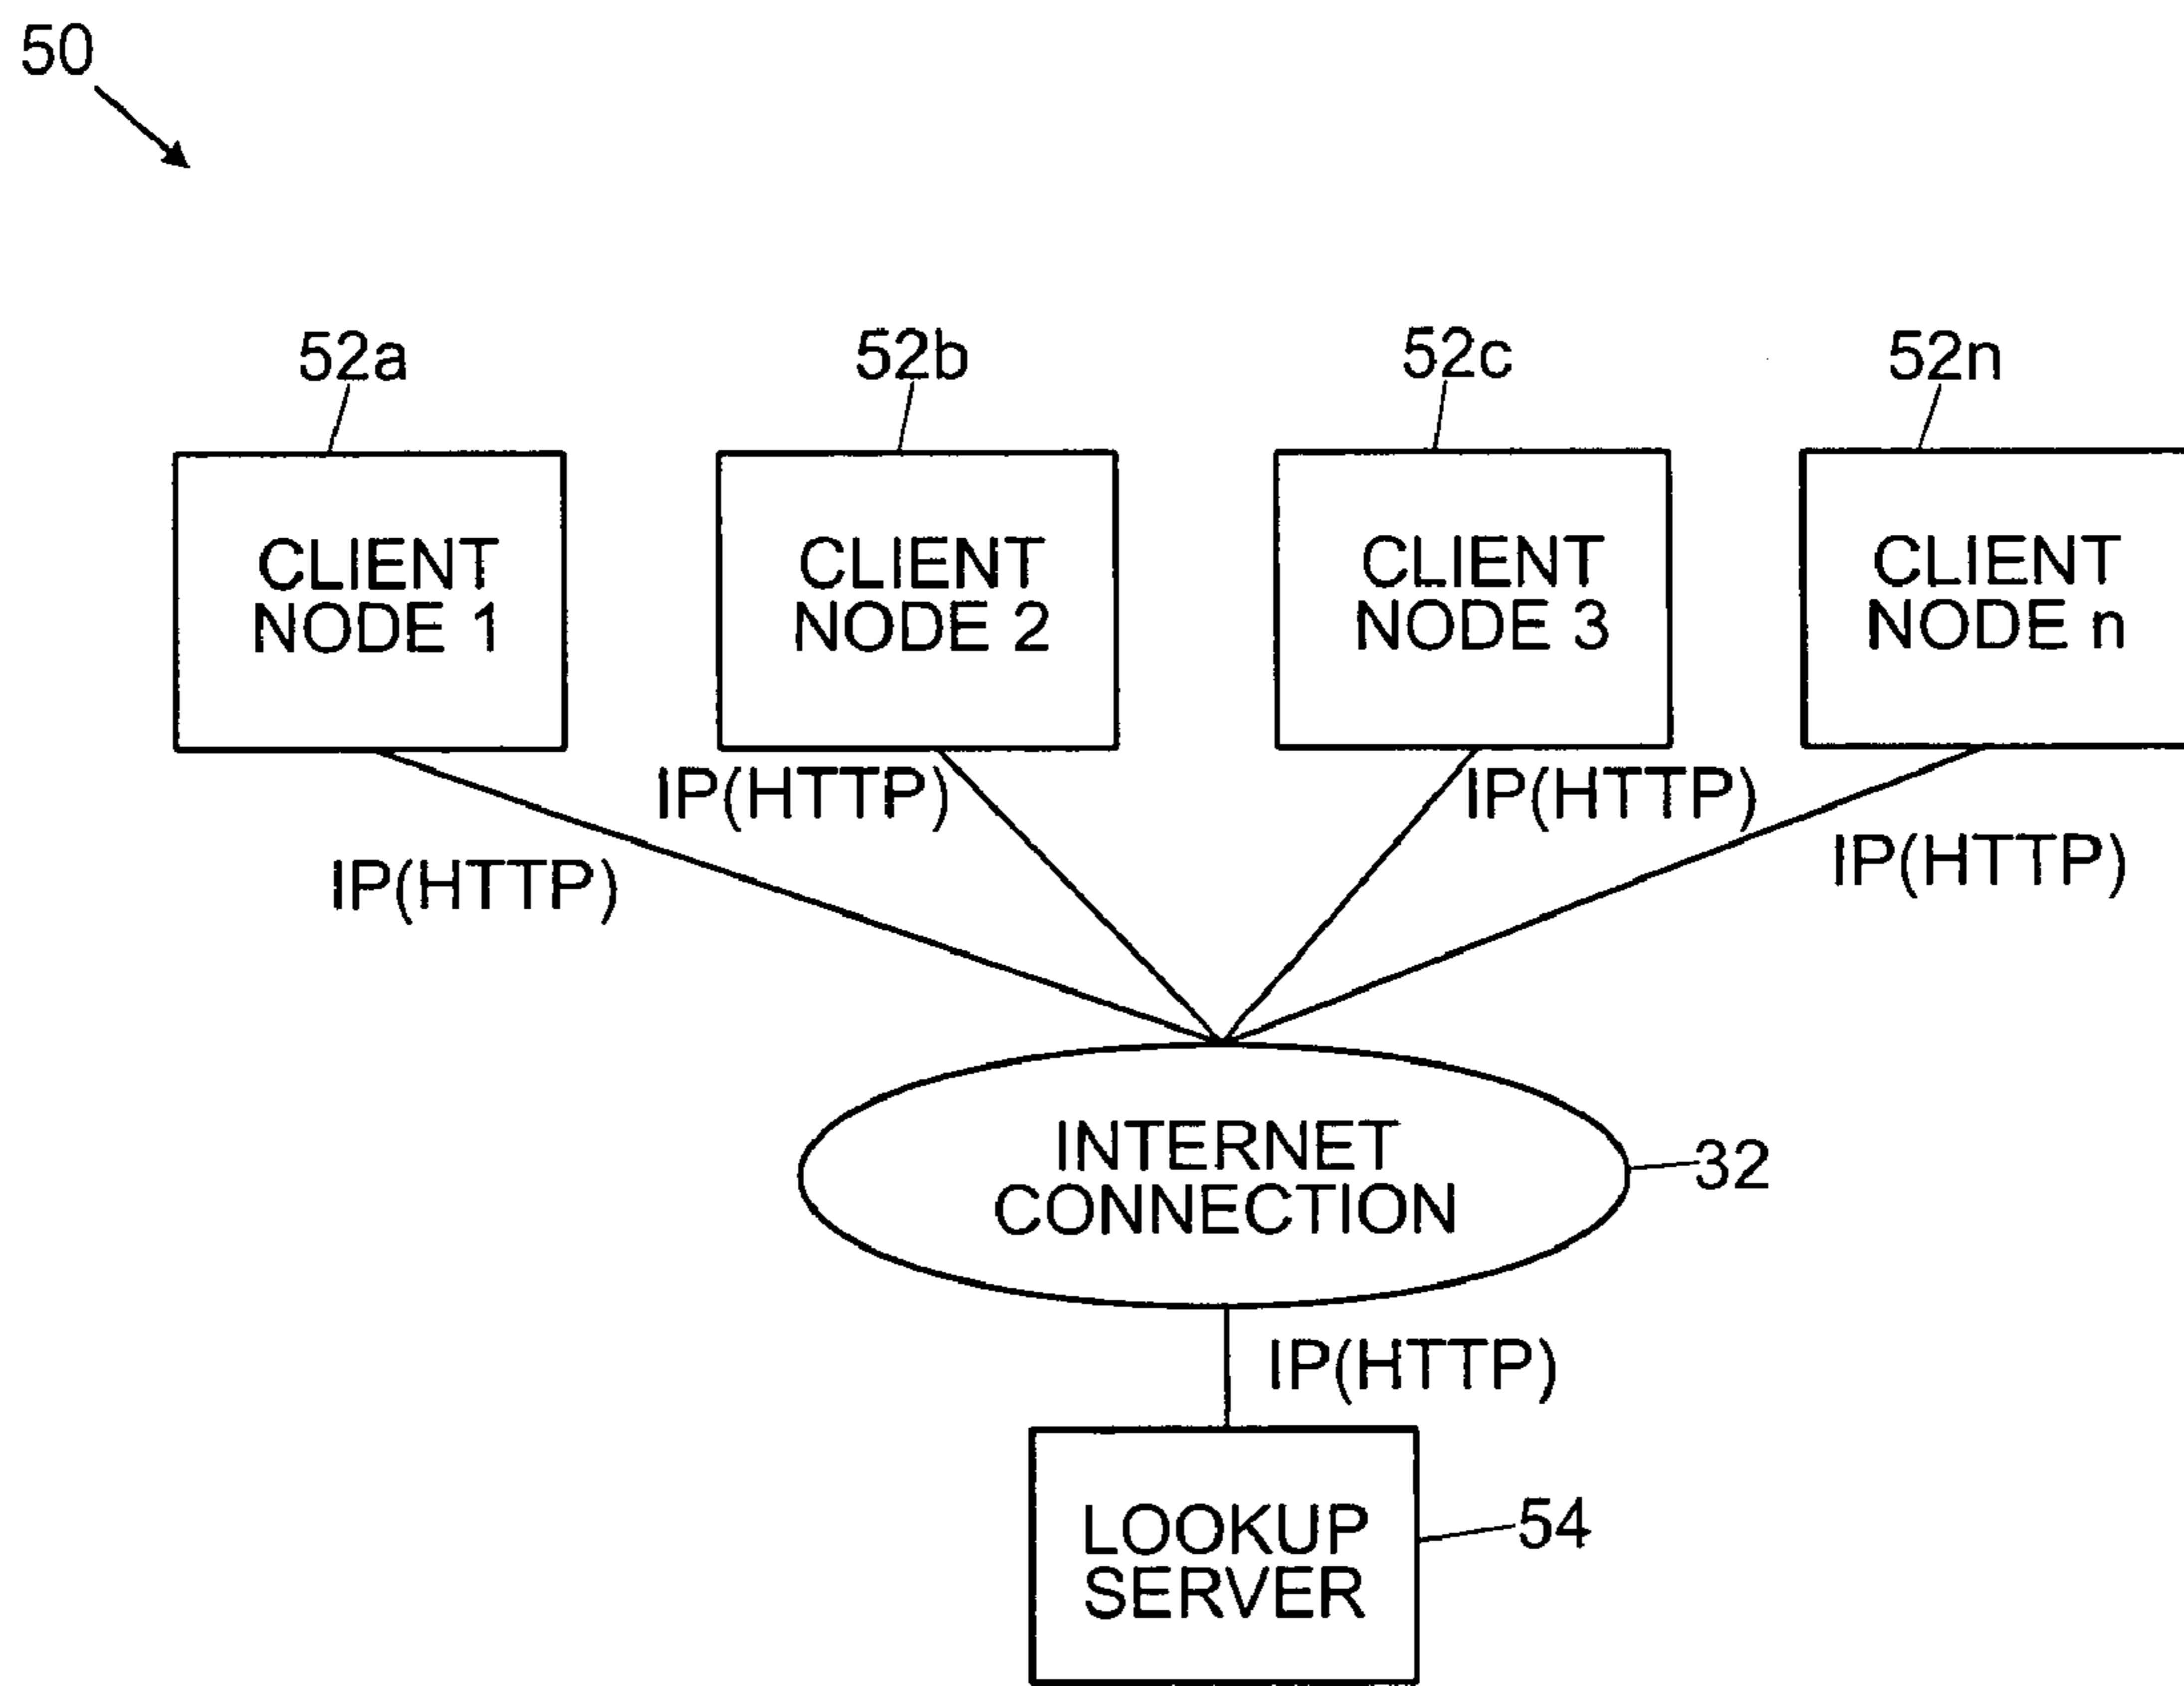 50
52a
52b
52c
52n
CLIENT
NODE 1
CLIENT
NODE 2
CLIENT
NODE 3
CLIENT
NODE n
IP(HTTP)
IP(HTTP)
IP(HTTP)
IP(HTTP)
INTERNET
CONNECTION
32
IP(HTTP)
LOOKUP
SERVER
54